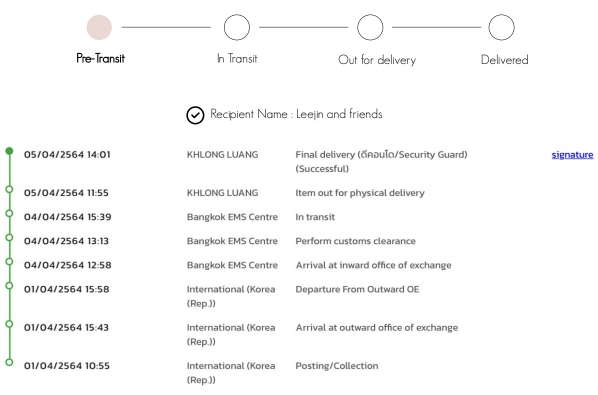 Pre-Transit
In Transit
Out for delivery
Delivered
Recipient Name : Leejin and friends
05/04/2564 14:01 KHLONG LUANG Final delivery (ตึกคอนโด/Security Guard) signature
(Successful)
05/04/2564 11:55 KHLONG LUANG Item out for physical delivery
04/04/2564 15:39 Bangkok EMS Centre In transit
04/04/2564 13:13 Bangkok EMS Centre Perform customs clearance
04/04/2564 12:58 Bangkok EMS Centre Arrival at inward office of exchange
01/04/2564 15:58 International (Korea Departure From Outward OE
(Rep.))
01/04/2564 15:43 International (Korea Arrival at outward office of exchange
(Rep.))
01/04/2564 10:55 International (Korea Posting/Collection
(Rep.))